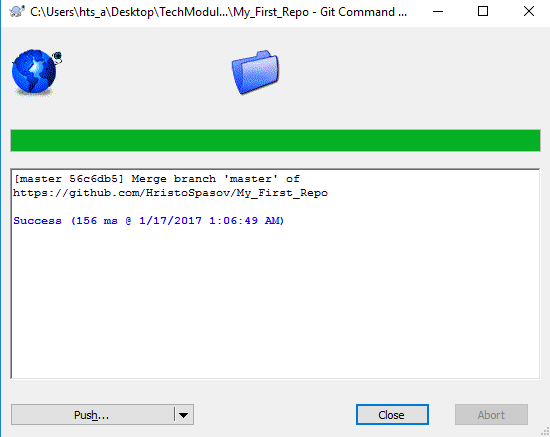 C:\Users\hts_a\Desktop\TechModul...\My_First_Repo - Git Command ...
[master 56c6db5] Merge branch 'master' of
https://github.com/HristoSpasov/My_First_Repo
Success (156 ms @ 1/17/2017 1:06:49 AM)
Push...
Close
Abort